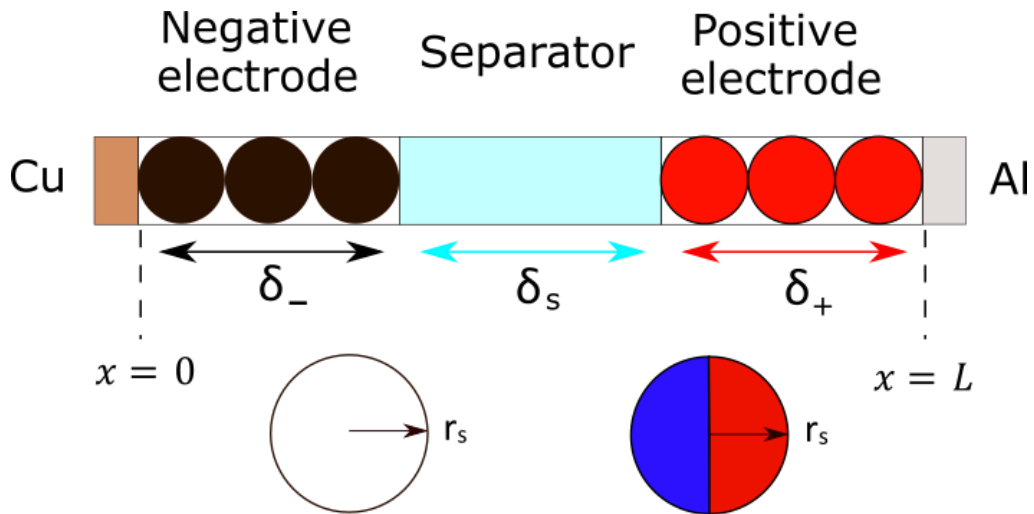 Negative
electrode
Separator
Positive
electrode
Cu
Al
δ₋
δₛ
δ₊
x = 0
x = L
rₛ
rₛ